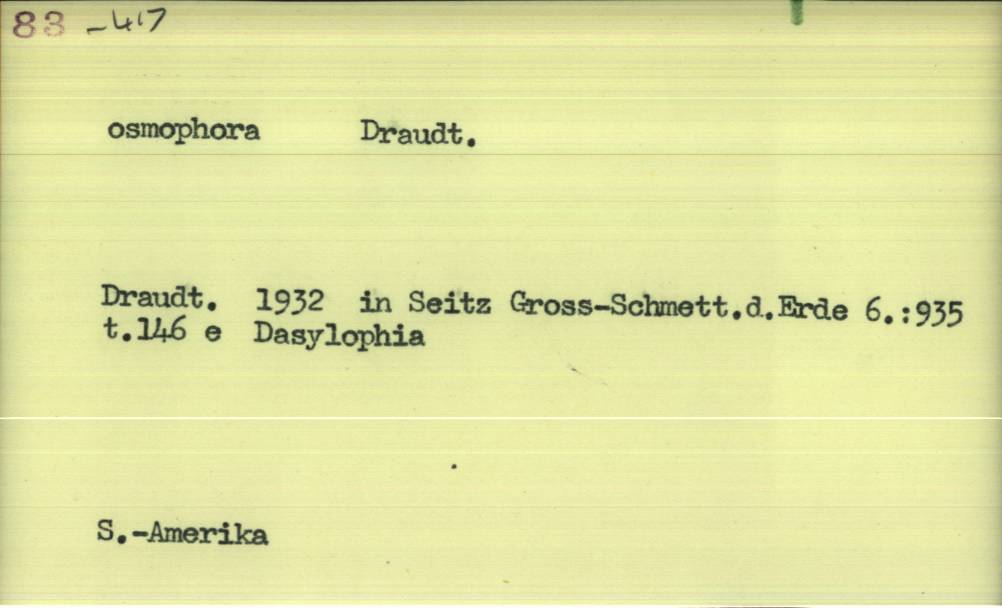 83 -417
osmophora Draudt.
Draudt. 1932 in Seitz Gross-Schmett.d.Erde 6.:935
t.146 e Dasylophia
S.-Amerika